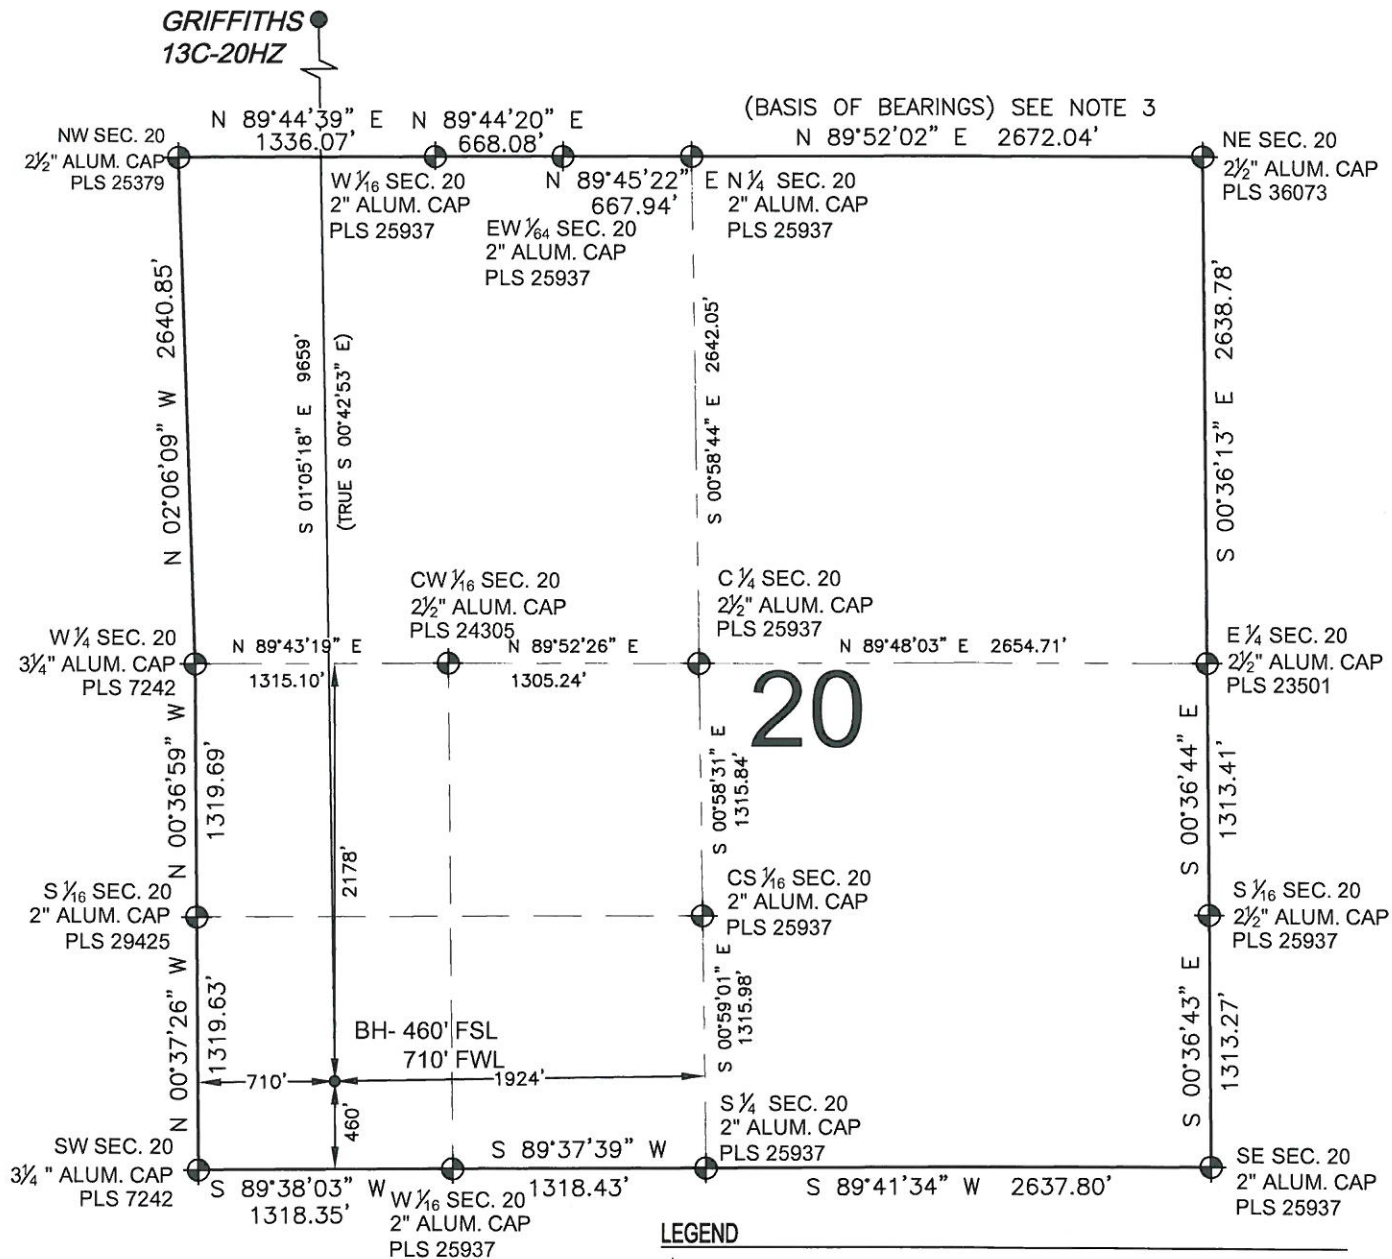 GRIFFITHS
13C-20HZ
(BASIS OF BEARINGS) SEE NOTE 3
N 89°44'39" E
1336.07'
N 89°44'20" E
668.08'
N 89°52'02" E 2672.04'
NW SEC. 20
2½" ALUM. CAP
PLS 25379
NE SEC. 20
2½" ALUM. CAP
PLS 36073
W 1/16 SEC. 20
2" ALUM. CAP
PLS 25937
N 89°45'22" E
667.94'
N ¼ SEC. 20
2" ALUM. CAP
PLS 25937
EW 1/64 SEC. 20
2" ALUM. CAP
PLS 25937
N 02°06'09" W 2640.85'
S 01°05'18" E 9659'
(TRUE S 00°42'53" E)
S 00°58'44" E 2642.05'
S 00°36'13" E 2638.78'
CW 1/16 SEC. 20
2½" ALUM. CAP
PLS 24305
C ¼ SEC. 20
2½" ALUM. CAP
PLS 25937
W ¼ SEC. 20
3¼" ALUM. CAP
PLS 7242
N 89°43'19" E
1315.10'
N 89°52'26" E
1305.24'
N 89°48'03" E 2654.71'
E ¼ SEC. 20
2½" ALUM. CAP
PLS 23501
20
N 00°36'59" W
1319.69'
2178'
S 00°58'31" E
1315.84'
S 00°36'44" E
1313.41'
S 1/16 SEC. 20
2" ALUM. CAP
PLS 29425
CS 1/16 SEC. 20
2" ALUM. CAP
PLS 25937
S 1/16 SEC. 20
2½" ALUM. CAP
PLS 25937
N 00°37'26" W
1319.63'
BH- 460' FSL
710' FWL
710'
1924'
460'
S 00°59'01" E
1315.98'
S 00°36'43" E
1313.27'
SW SEC. 20
3¼ " ALUM. CAP
PLS 7242
S 89°38'03" W
1318.35'
W 1/16 SEC. 20
2" ALUM. CAP
PLS 25937
S 89°37'39" W
1318.43'
S ¼ SEC. 20
2" ALUM. CAP
PLS 25937
S 89°41'34" W 2637.80'
SE SEC. 20
2" ALUM. CAP
PLS 25937
LEGEND